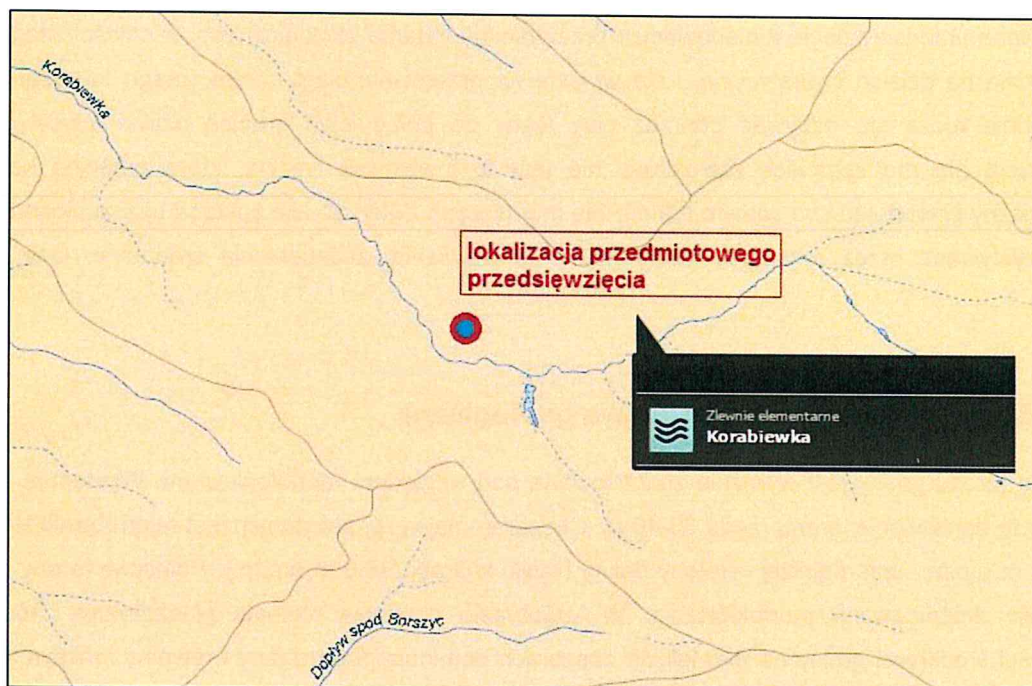 Korabiewka
lokalizacja przedmiotowego
przedsięwzięcia
Zlewnie elementarne
Korabiewka
Dopływ spod Borszyc